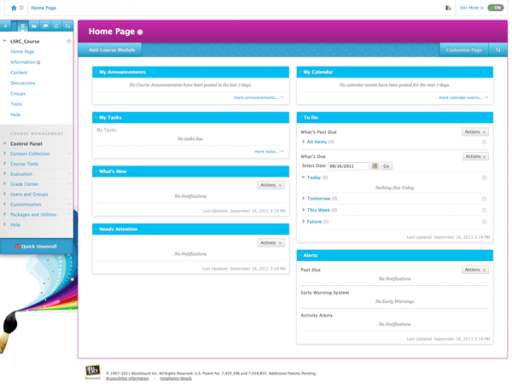 Home Page
Edit Mode is:
ON
LSRC_Course
Home Page
Information
Content
Discussions
Groups
Tools
Help
COURSE MANAGEMENT
Control Panel
Content Collection
Course Tools
Evaluation
Grade Center
Users and Groups
Customization
Packages and Utilities
Help
Quick Unenroll
Home Page
Add Course Module
Customize Page
My Announcements
No Course Announcements have been posted in the last 7 days.
more announcements...
My Tasks
My Tasks
No tasks due.
more tasks...
What's New
Actions
No Notifications
Last Updated: September 16, 2011 3:19 PM
Needs Attention
Actions
No Notifications
Last Updated: September 16, 2011 3:19 PM
My Calendar
No calendar events have been posted for the next 7 days.
more calendar events...
To Do
What's Past Due
Actions
All Items (0)
What's Due
Actions
Select Date: 09/16/2011 Go
Today (0)
Nothing Due Today
Tomorrow (0)
This Week (0)
Future (0)
Last Updated: September 16, 2011 3:19 PM
Alerts
Past Due
Actions
No Notifications
Early Warning System
No Early Warnings
Activity Alerts
No Notifications
Last Updated: September 16, 2011 3:19 PM
Bb
Blackboard
© 1997-2011 Blackboard Inc. All Rights Reserved. U.S. Patent No. 7,493,396 and 7,558,853. Additional Patents Pending.
Accessibility information · Installation details